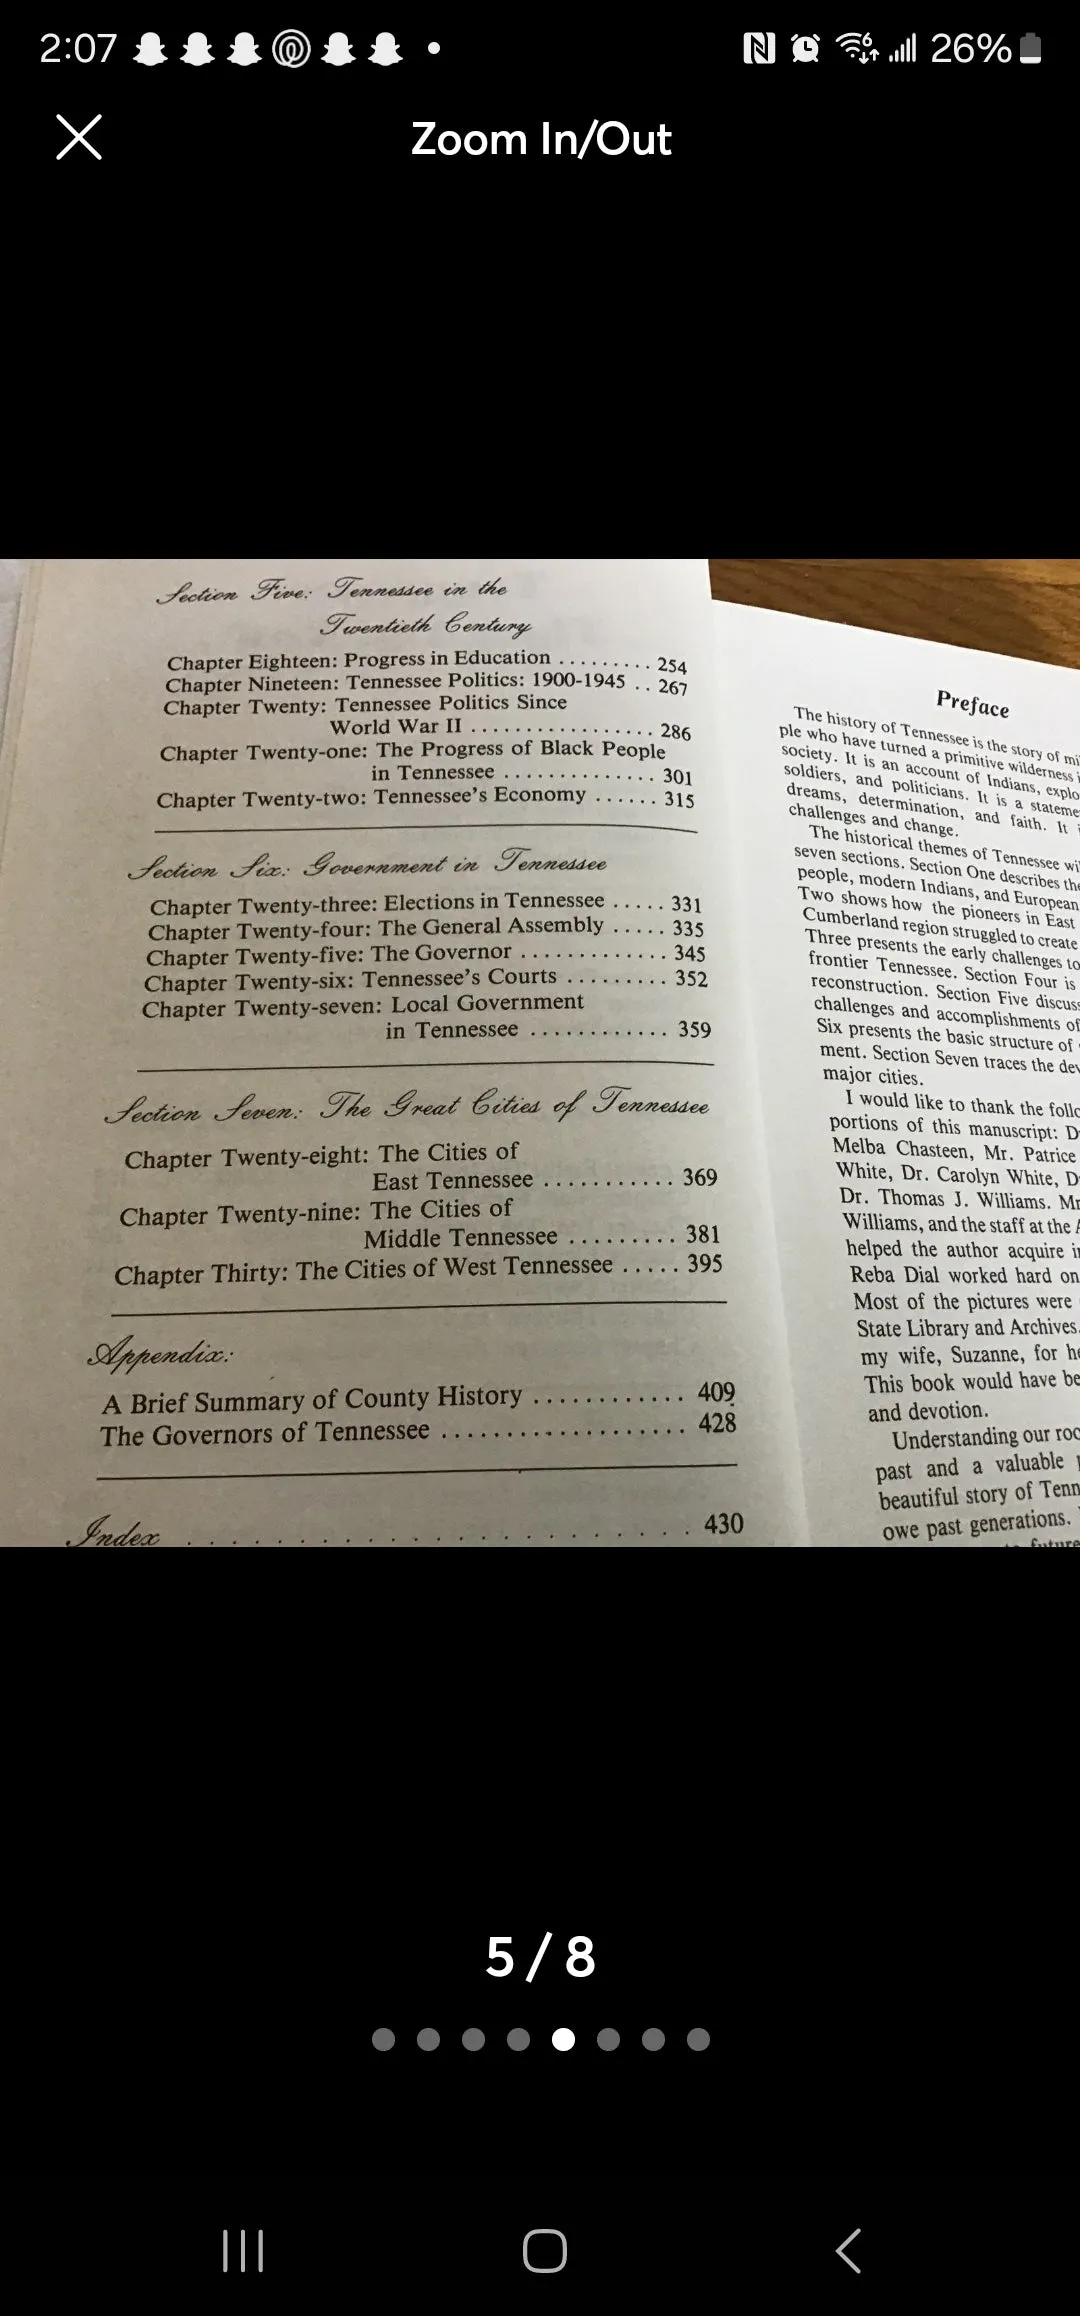 2:07
26%
Zoom In/Out
Section Five: Tennessee in the
Twentieth Century
Chapter Eighteen: Progress in Education ......... 254
Chapter Nineteen: Tennessee Politics: 1900-1945 .. 267
Chapter Twenty: Tennessee Politics Since
World War II ................ 286
Chapter Twenty-one: The Progress of Black People
in Tennessee ............. 301
Chapter Twenty-two: Tennessee's Economy ...... 315
Section Six: Government in Tennessee
Chapter Twenty-three: Elections in Tennessee ..... 331
Chapter Twenty-four: The General Assembly ..... 335
Chapter Twenty-five: The Governor ............. 345
Chapter Twenty-six: Tennessee's Courts ......... 352
Chapter Twenty-seven: Local Government
in Tennessee ............ 359
Section Seven: The Great Cities of Tennessee
Chapter Twenty-eight: The Cities of
East Tennessee ........... 369
Chapter Twenty-nine: The Cities of
Middle Tennessee ......... 381
Chapter Thirty: The Cities of West Tennessee ..... 395
Appendix:
A Brief Summary of County History ............ 409
The Governors of Tennessee ................... 428
Index .................. 430
Preface
The history of Tennessee is the story of
ple who have turned a primitive wilderness
society. It is an account of Indians,
soldiers, and politicians. It is a
dreams, determination, and faith. It
challenges and change.
The historical themes of Tennessee
seven sections. Section One describes
people, modern Indians, and European
Two shows how the pioneers in East
Cumberland region struggled to create
Three presents the early challenges to
frontier Tennessee. Section Four is
reconstruction. Section Five
challenges and accomplishments of
Six presents the basic structure of
ment. Section Seven traces the
major cities.
I would like to thank the
portions of this manuscript:
Melba Chasteen, Mr. Patrice
White, Dr. Carolyn White,
Dr. Thomas J. Williams.
Williams, and the staff at the
helped the author acquire
Reba Dial worked hard on
Most of the pictures were
State Library and Archives.
my wife, Suzanne, for
This book would have
and devotion.
Understanding our
past and a valuable
beautiful story of
owe past generations.
5/8